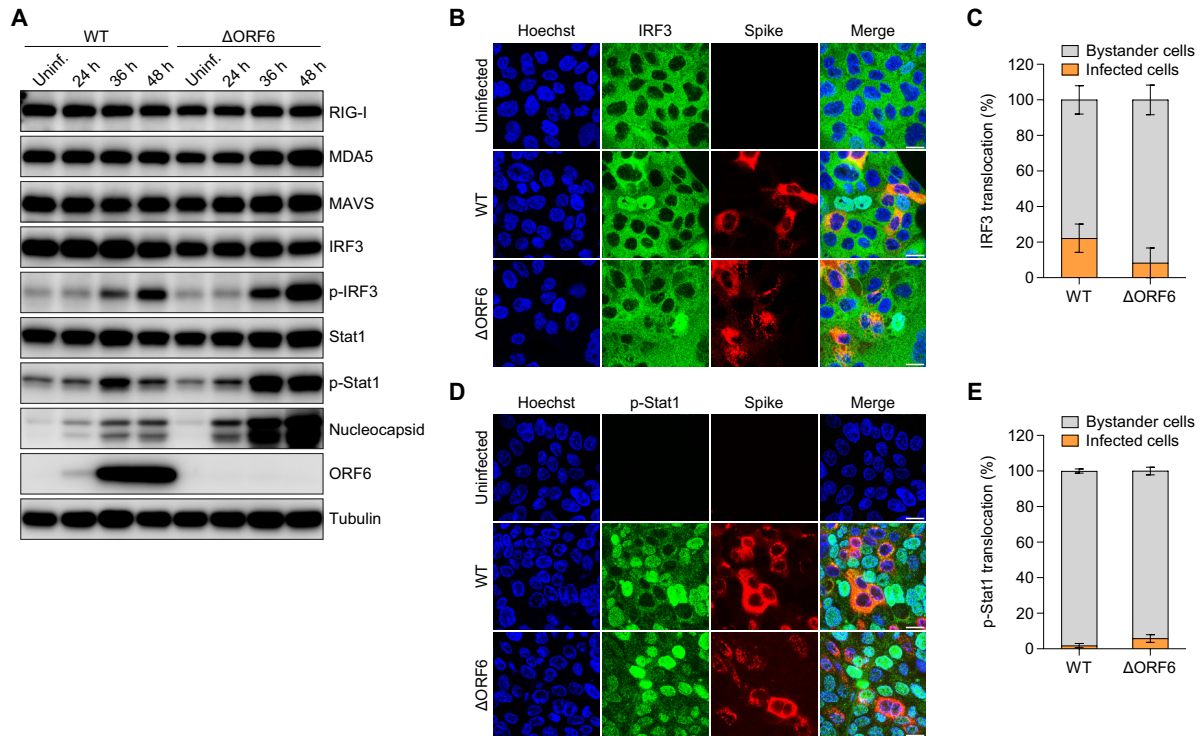 A
WT ΔORF6
Uninf. 24 h 36 h 48 h Uninf. 24 h 36 h 48 h
RIG-I
MDA5
MAVS
IRF3
p-IRF3
Stat1
p-Stat1
Nucleocapsid
ORF6
Tubulin
B
Hoechst IRF3 Spike Merge
Uninfected
WT
ΔORF6
C
Bystander cells
Infected cells
IRF3 translocation (%)
120
100
80
60
40
20
0
WT ΔORF6
D
Hoechst p-Stat1 Spike Merge
Uninfected
WT
ΔORF6
E
Bystander cells
Infected cells
p-Stat1 translocation (%)
120
100
80
60
40
20
0
WT ΔORF6